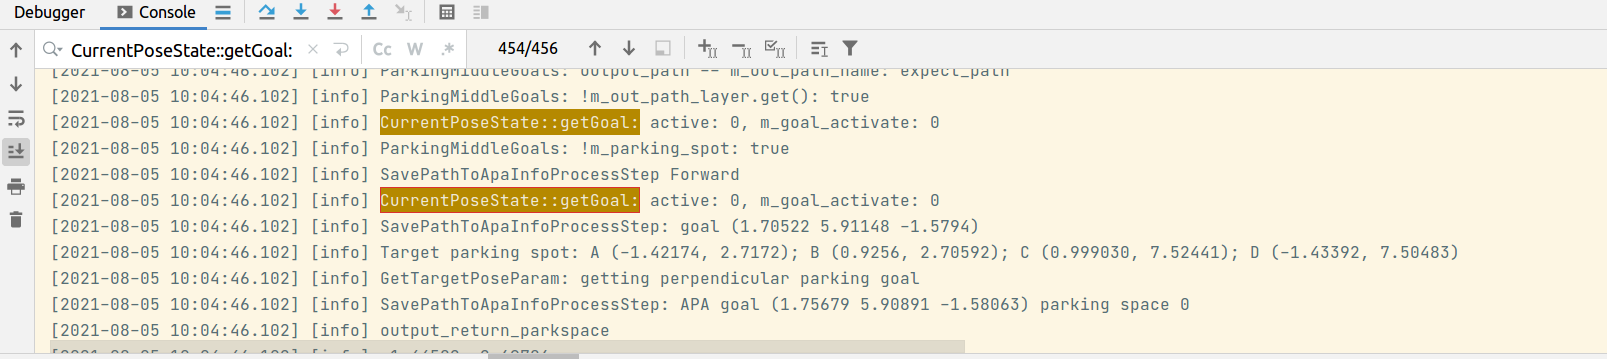 Debugger Console
CurrentPoseState::getGoal: × Cc W .* 454/456
[2021-08-05 10:04:46.102] [info] ParkingMiddleGoals: output_path -- m_out_path_name: expect_path
[2021-08-05 10:04:46.102] [info] ParkingMiddleGoals: !m_out_path_layer.get(): true
[2021-08-05 10:04:46.102] [info] CurrentPoseState::getGoal: active: 0, m_goal_activate: 0
[2021-08-05 10:04:46.102] [info] ParkingMiddleGoals: !m_parking_spot: true
[2021-08-05 10:04:46.102] [info] SavePathToApaInfoProcessStep Forward
[2021-08-05 10:04:46.102] [info] CurrentPoseState::getGoal: active: 0, m_goal_activate: 0
[2021-08-05 10:04:46.102] [info] SavePathToApaInfoProcessStep: goal (1.70522 5.91148 -1.5794)
[2021-08-05 10:04:46.102] [info] Target parking spot: A (-1.42174, 2.7172); B (0.9256, 2.70592); C (0.999030, 7.52441); D (-1.43392, 7.50483)
[2021-08-05 10:04:46.102] [info] GetTargetPoseParam: getting perpendicular parking goal
[2021-08-05 10:04:46.102] [info] SavePathToApaInfoProcessStep: APA goal (1.75679 5.90891 -1.58063) parking space 0
[2021-08-05 10:04:46.102] [info] output_return_parkspace